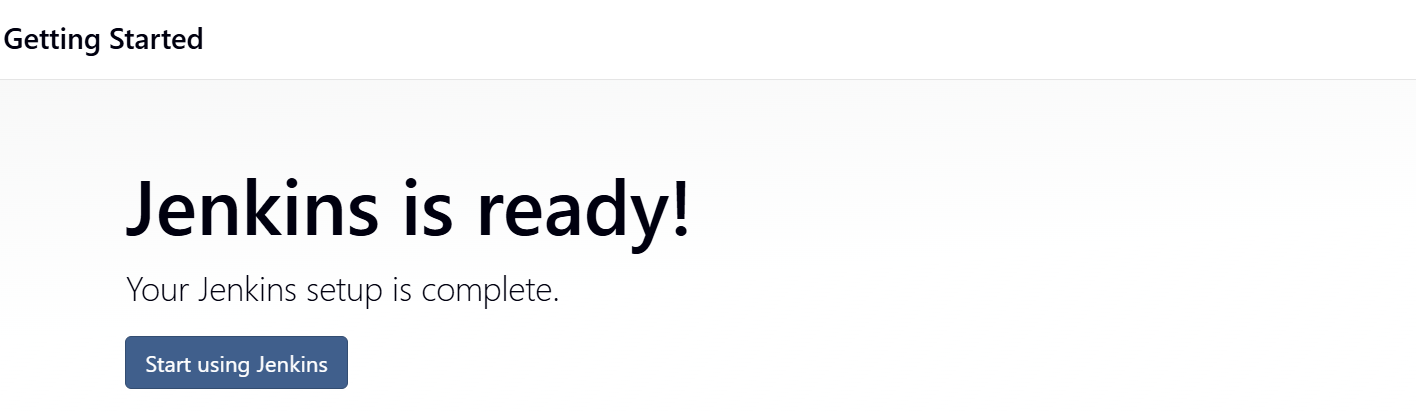 Getting Started
Jenkins is ready!
Your Jenkins setup is complete.
Start using Jenkins